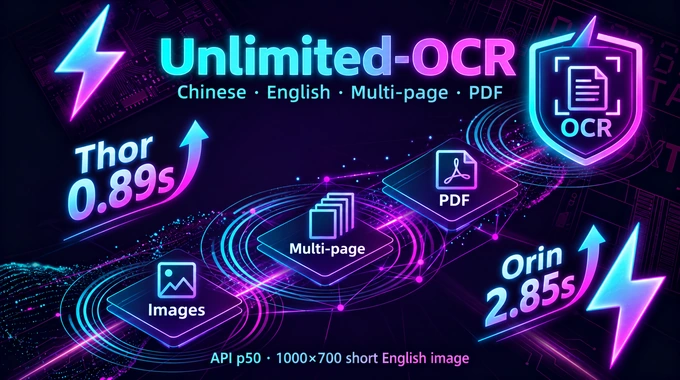 Unlimited-OCR
Chinese · English · Multi-page · PDF
OCR
Thor
0.89s
PDF
Multi-page
Images
Orin
2.85s
API p50 · 1000×700 short English image